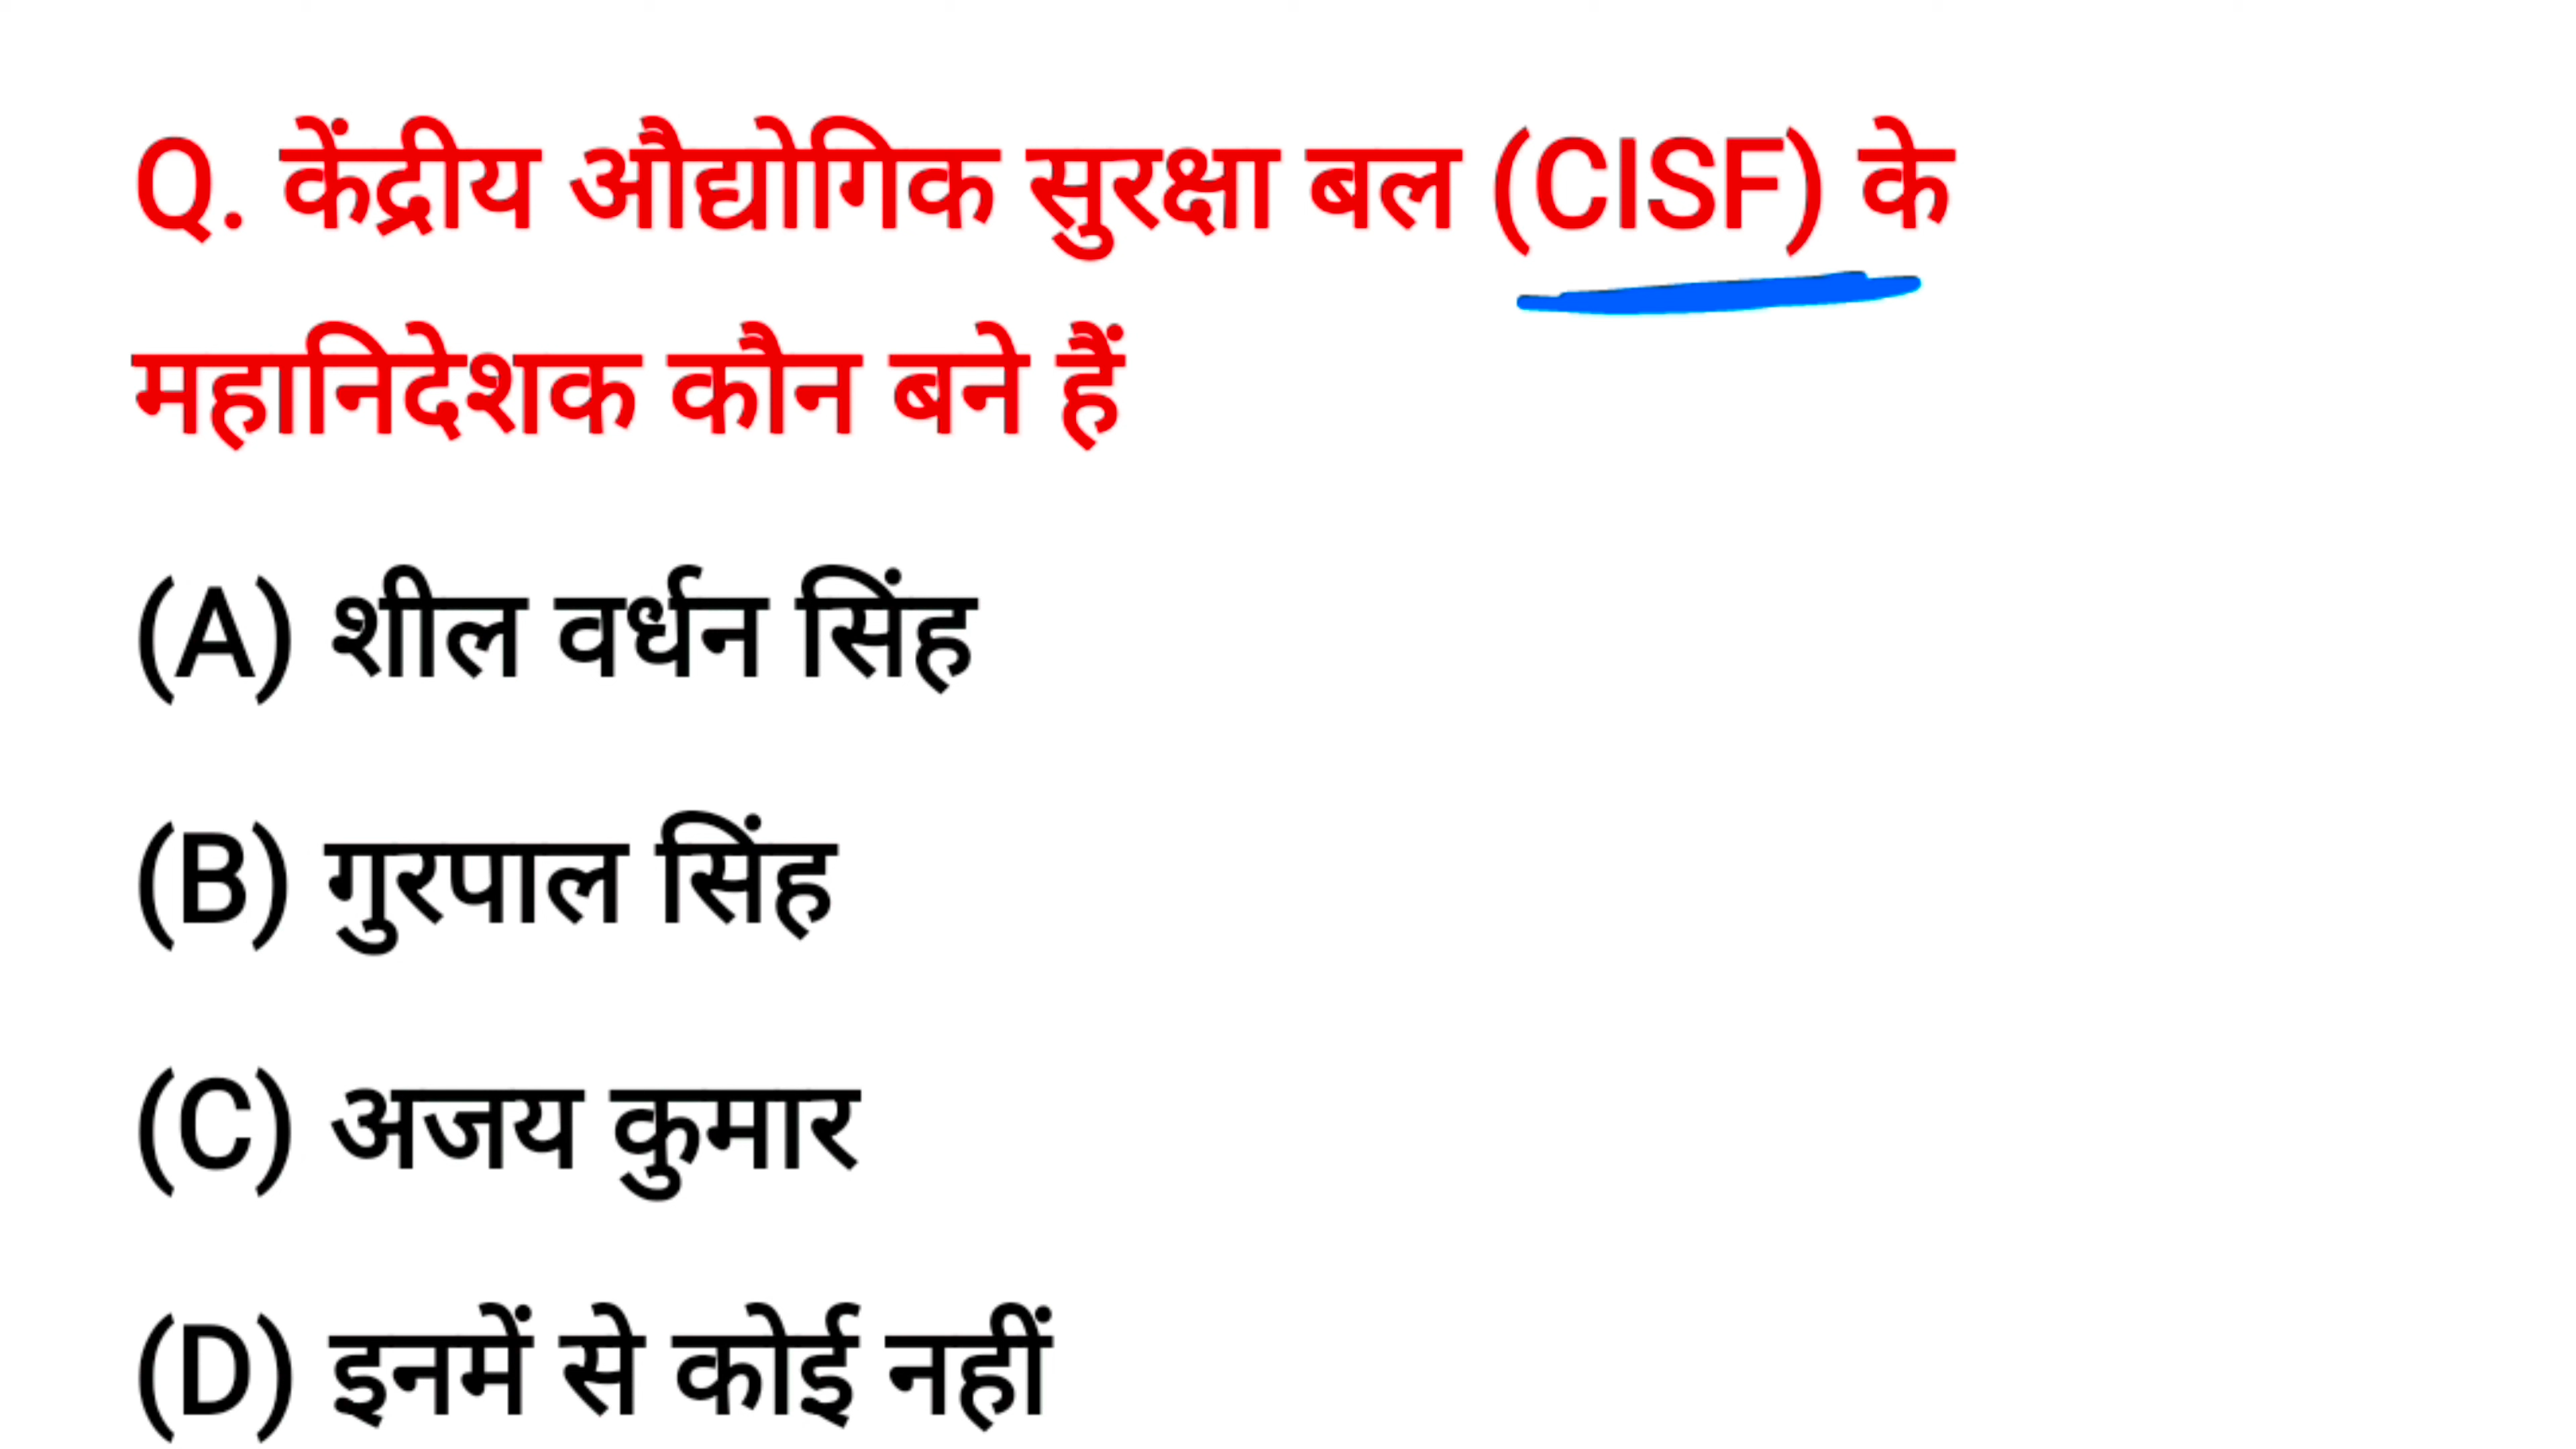 Q. केंद्रीय औद्योगिक सुरक्षा बल (CISF) के
महानिदेशक कौन बने हैं
(A) शील वर्धन सिंह
(B) गुरपाल सिंह
(C) अजय कुमार
(D) इनमें से कोई नहीं